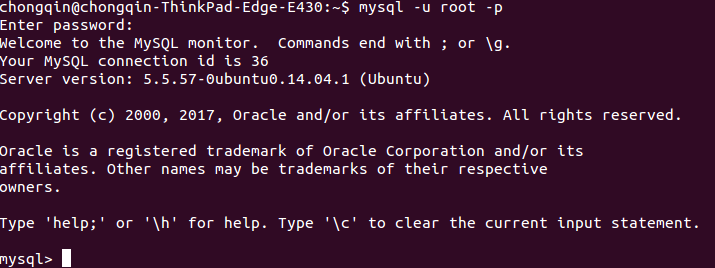 chongqin@chongqin-ThinkPad-Edge-E430:~$ mysql -u root -p
Enter password:
Welcome to the MySQL monitor.  Commands end with ; or \g.
Your MySQL connection id is 36
Server version: 5.5.57-0ubuntu0.14.04.1 (Ubuntu)
Copyright (c) 2000, 2017, Oracle and/or its affiliates. All rights reserved.
Oracle is a registered trademark of Oracle Corporation and/or its
affiliates. Other names may be trademarks of their respective
owners.
Type 'help;' or '\h' for help. Type '\c' to clear the current input statement.
mysql>